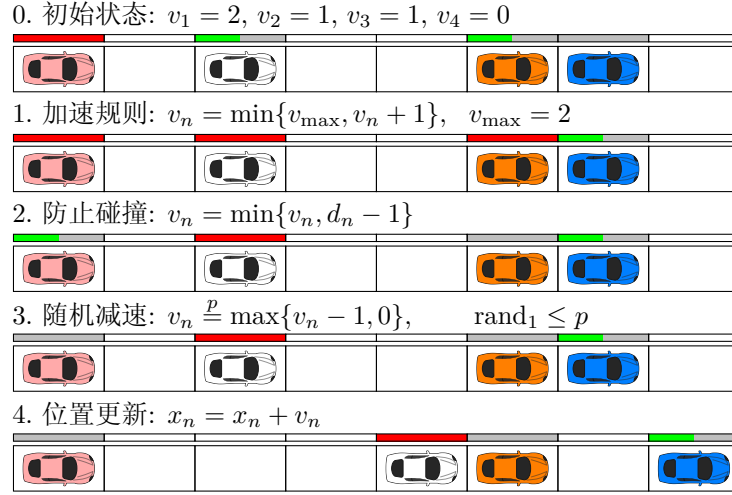 0. 初始状态: v₁ = 2, v₂ = 1, v₃ = 1, v₄ = 0
1. 加速规则: vₙ = min{v_max, vₙ + 1}, v_max = 2
2. 防止碰撞: vₙ = min{vₙ, dₙ − 1}
3. 随机减速: vₙ =^p max{vₙ − 1, 0}, rand₁ ≤ p
4. 位置更新: xₙ = xₙ + vₙ